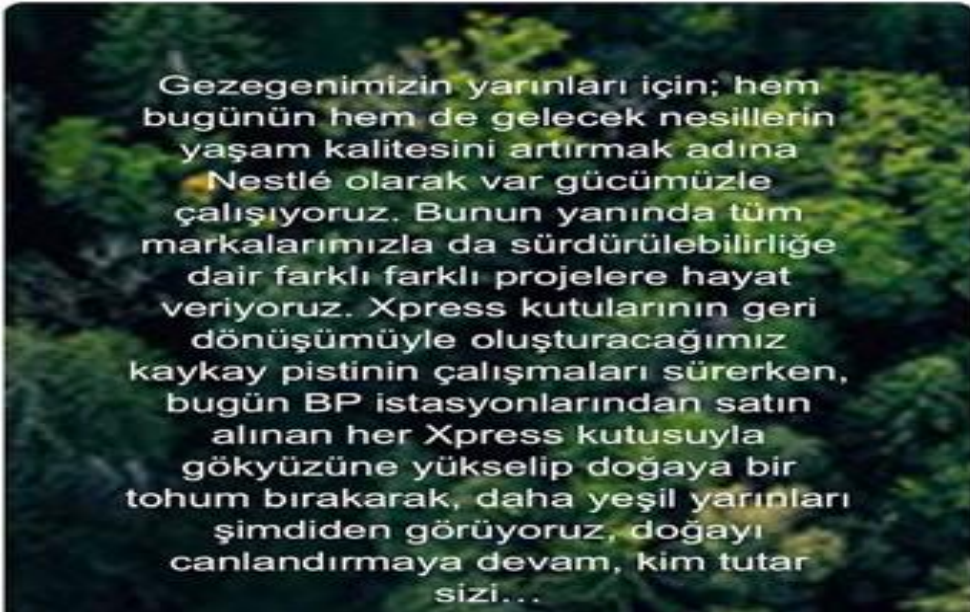 Gezegenimizin yarınları için; hem
bugünün hem de gelecek nesillerin
yaşam kalitesini artırmak adına
Nestlé olarak var gücümüzle
çalışıyoruz. Bunun yanında tüm
markalarımızla da sürdürülebilirliğe
dair farklı farklı projelere hayat
veriyoruz. Xpress kutularının geri
dönüşümüyle oluşturacağımız
kaykay pistinin çalışmaları sürerken,
bugün BP istasyonlarından satın
alınan her Xpress kutusuyla
gökyüzüne yükselip doğaya bir
tohum bırakarak, daha yeşil yarınları
şimdiden görüyoruz, doğayı
canlandırmaya devam, kim tutar
sizi...